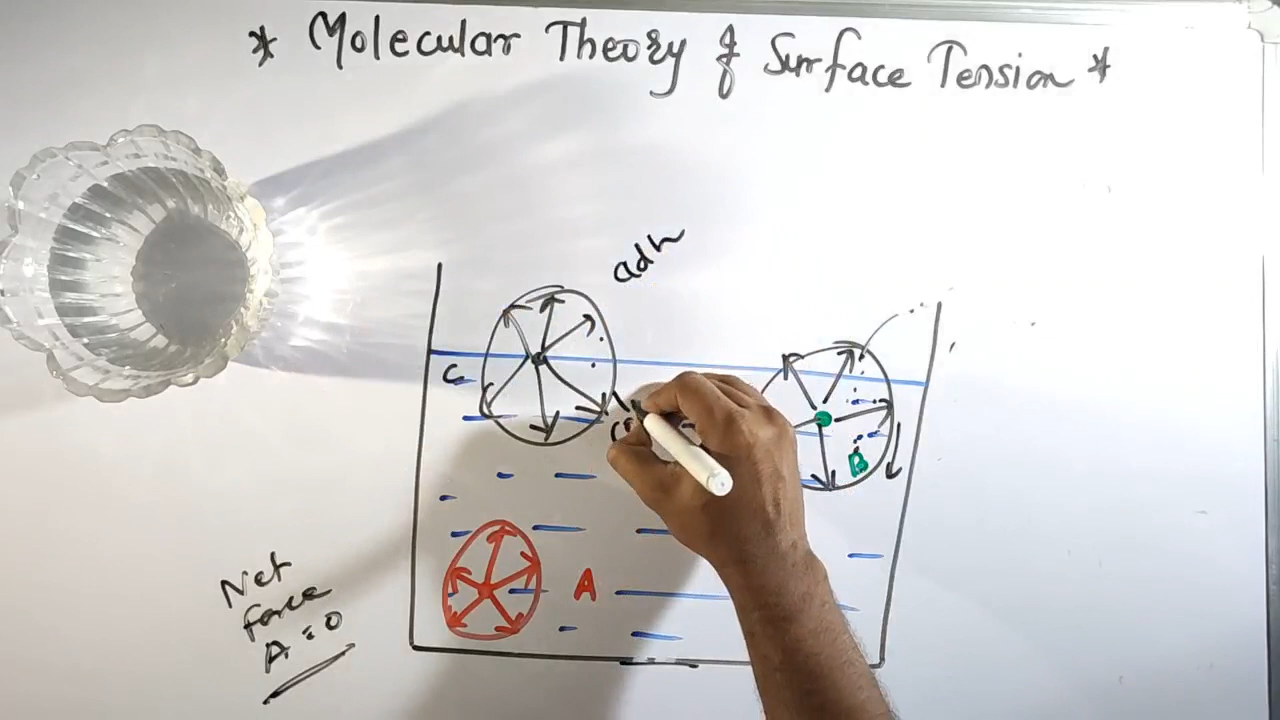 * Molecular Theory of Surface Tension *
adh
C
B
A
Net
force
A = 0